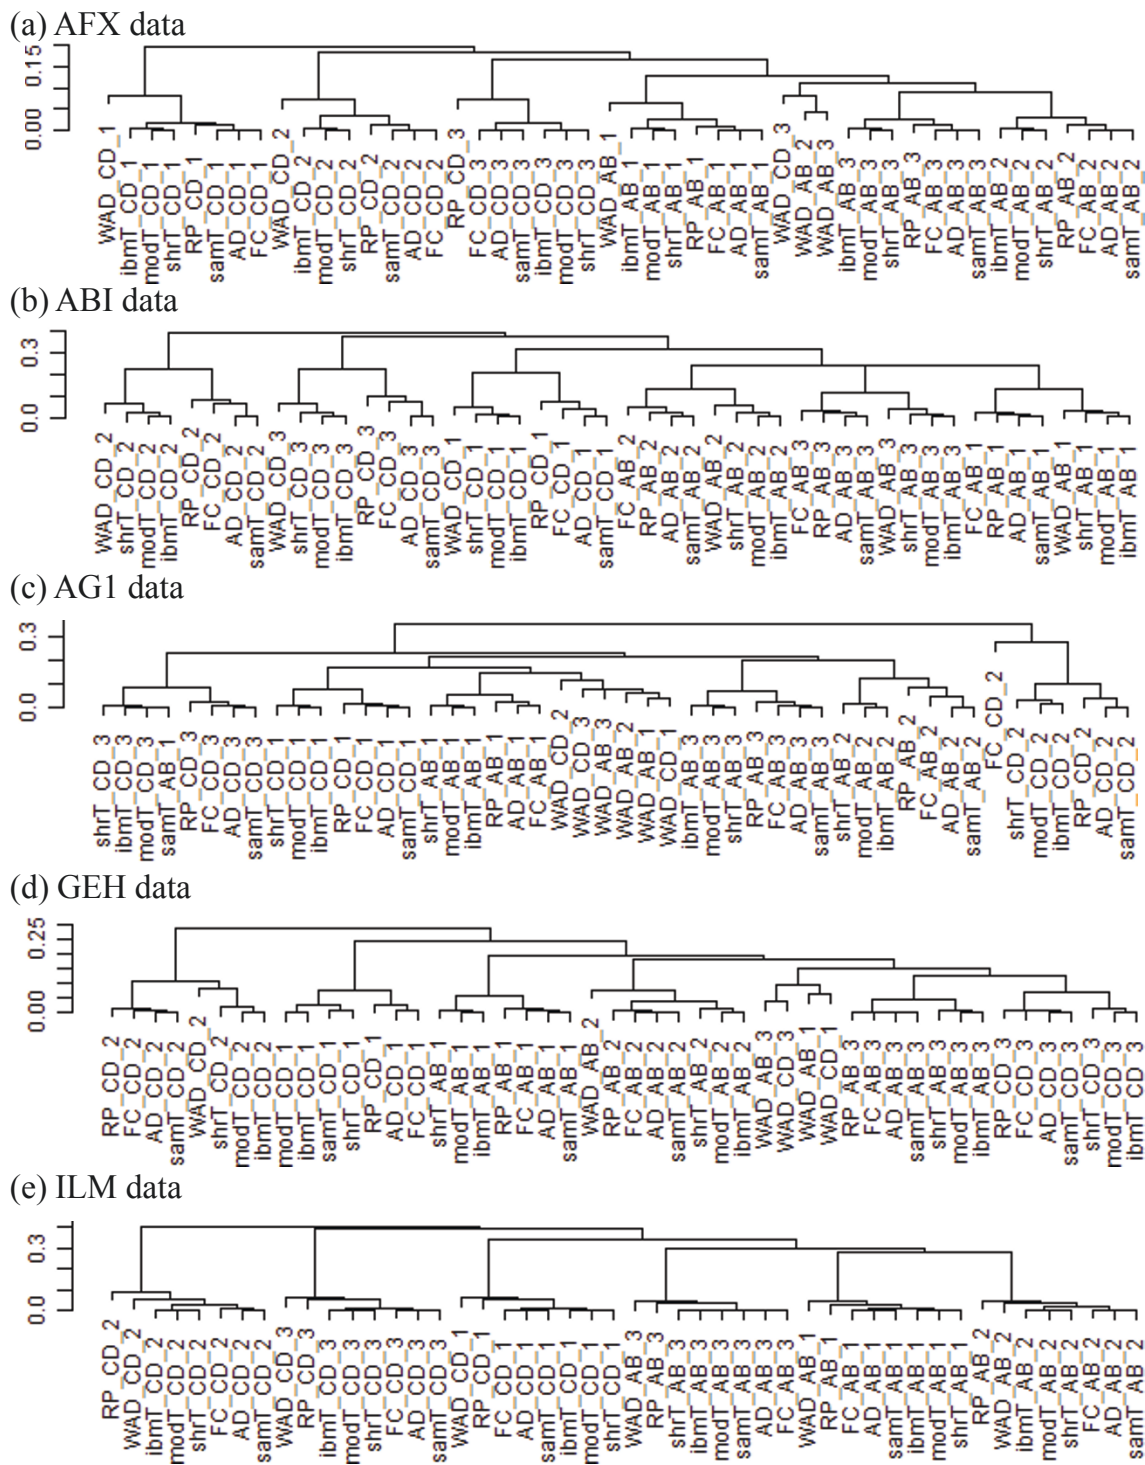 (a) AFX data
0.15
0.00
WAD_CD_1
ibmT_CD_1
modT_CD_1
shrT_CD_1
RP_CD_1
samT_CD_1
AD_CD_1
FC_CD_1
WAD_CD_2
ibmT_CD_2
modT_CD_2
shrT_CD_2
RP_CD_2
samT_CD_2
AD_CD_2
FC_CD_2
RP_CD_3
FC_CD_3
AD_CD_3
samT_CD_3
ibmT_CD_3
modT_CD_3
shrT_CD_3
WAD_AB_1
ibmT_AB_1
modT_AB_1
shrT_AB_1
RP_AB_1
FC_AB_1
AD_AB_1
samT_AB_1
WAD_CD_3
WAD_AB_2
WAD_AB_3
ibmT_AB_3
modT_AB_3
shrT_AB_3
RP_AB_3
FC_AB_3
AD_AB_3
samT_AB_3
ibmT_AB_2
modT_AB_2
shrT_AB_2
RP_AB_2
FC_AB_2
AD_AB_2
samT_AB_2
(b) ABI data
0.3
0.0
WAD_CD_2
shrT_CD_2
modT_CD_2
ibmT_CD_2
RP_CD_2
FC_CD_2
AD_CD_2
samT_CD_2
WAD_CD_3
shrT_CD_3
modT_CD_3
ibmT_CD_3
RP_CD_3
FC_CD_3
AD_CD_3
samT_CD_3
WAD_CD_1
shrT_CD_1
modT_CD_1
ibmT_CD_1
RP_CD_1
FC_CD_1
AD_CD_1
samT_CD_1
FC_AB_2
RP_AB_2
AD_AB_2
samT_AB_2
WAD_AB_2
shrT_AB_2
modT_AB_2
ibmT_AB_2
FC_AB_3
RP_AB_3
AD_AB_3
samT_AB_3
WAD_AB_3
shrT_AB_3
modT_AB_3
ibmT_AB_3
FC_AB_1
RP_AB_1
AD_AB_1
samT_AB_1
WAD_AB_1
shrT_AB_1
modT_AB_1
ibmT_AB_1
(c) AG1 data
0.3
0.0
shrT_CD_3
ibmT_CD_3
modT_CD_3
samT_AB_1
RP_CD_3
FC_CD_3
AD_CD_3
samT_CD_3
shrT_CD_1
modT_CD_1
ibmT_CD_1
RP_CD_1
FC_CD_1
AD_CD_1
samT_CD_1
shrT_AB_1
modT_AB_1
ibmT_AB_1
RP_AB_1
AD_AB_1
FC_AB_1
WAD_CD_2
WAD_CD_3
WAD_AB_3
WAD_AB_2
WAD_AB_1
WAD_CD_1
ibmT_AB_3
modT_AB_3
shrT_AB_3
RP_AB_3
FC_AB_3
AD_AB_3
samT_AB_3
shrT_AB_2
modT_AB_2
ibmT_AB_2
RP_AB_2
FC_AB_2
AD_AB_2
samT_AB_2
FC_CD_2
shrT_CD_2
modT_CD_2
ibmT_CD_2
RP_CD_2
AD_CD_2
samT_CD_2
(d) GEH data
0.25
0.00
RP_CD_2
FC_CD_2
AD_CD_2
samT_CD_2
WAD_CD_2
shrT_CD_2
modT_CD_2
ibmT_CD_2
modT_CD_1
ibmT_CD_1
samT_CD_1
shrT_CD_1
RP_CD_1
AD_CD_1
FC_CD_1
shrT_AB_1
modT_AB_1
ibmT_AB_1
RP_AB_1
FC_AB_1
AD_AB_1
samT_AB_1
WAD_AB_2
RP_AB_2
FC_AB_2
AD_AB_2
samT_AB_2
shrT_AB_2
modT_AB_2
ibmT_AB_2
WAD_AB_3
WAD_CD_3
WAD_AB_1
WAD_CD_1
RP_AB_3
FC_AB_3
AD_AB_3
samT_AB_3
shrT_AB_3
modT_AB_3
ibmT_AB_3
RP_CD_3
FC_CD_3
AD_CD_3
samT_CD_3
shrT_CD_3
modT_CD_3
ibmT_CD_3
(e) ILM data
0.3
0.0
RP_CD_2
WAD_CD_2
ibmT_CD_2
modT_CD_2
shrT_CD_2
FC_CD_2
AD_CD_2
samT_CD_2
WAD_CD_3
RP_CD_3
ibmT_CD_3
modT_CD_3
shrT_CD_3
FC_CD_3
AD_CD_3
samT_CD_3
WAD_CD_1
RP_CD_1
FC_CD_1
AD_CD_1
samT_CD_1
ibmT_CD_1
modT_CD_1
shrT_CD_1
WAD_AB_3
RP_AB_3
shrT_AB_3
ibmT_AB_3
modT_AB_3
samT_AB_3
AD_AB_3
FC_AB_3
WAD_AB_1
RP_AB_1
FC_AB_1
AD_AB_1
samT_AB_1
ibmT_AB_1
modT_AB_1
shrT_AB_1
RP_AB_2
WAD_AB_2
ibmT_AB_2
modT_AB_2
shrT_AB_2
FC_AB_2
AD_AB_2
samT_AB_2